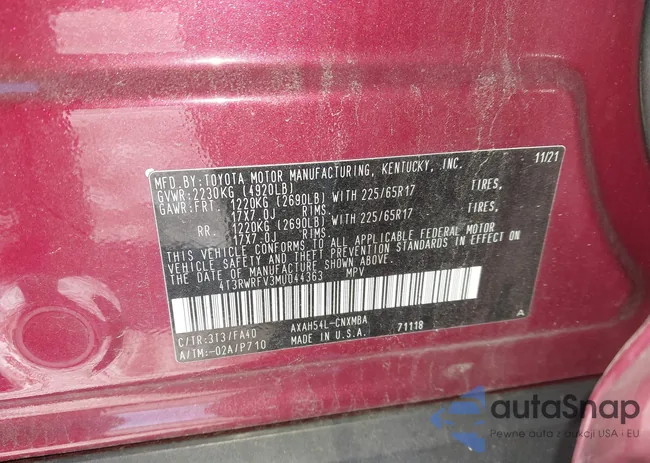 MFD.BY: TOYOTA MOTOR MANUFACTURING, KENTUCKY, INC. 11/21
GVWR: 2230KG (4920LB)
GAWR: FRT. 1220KG (2690LB) WITH 225/65R17 TIRES,
17X7.0J RIMS.
RR. 1220KG (2690LB) WITH 225/65R17 TIRES,
17X7.0J RIMS.
THIS VEHICLE CONFORMS TO ALL APPLICABLE FEDERAL MOTOR
VEHICLE SAFETY AND THEFT PREVENTION STANDARDS IN EFFECT ON
THE DATE OF MANUFACTURE SHOWN ABOVE.
4T3RWRFV3MU044363 MPV
C/TR:3T3/FA40 AXAH54L-CNXMBA A
A/TM:-02A/P710 MADE IN U.S.A. 71118
autaSnap
Pewne auta z aukcji USA i EU